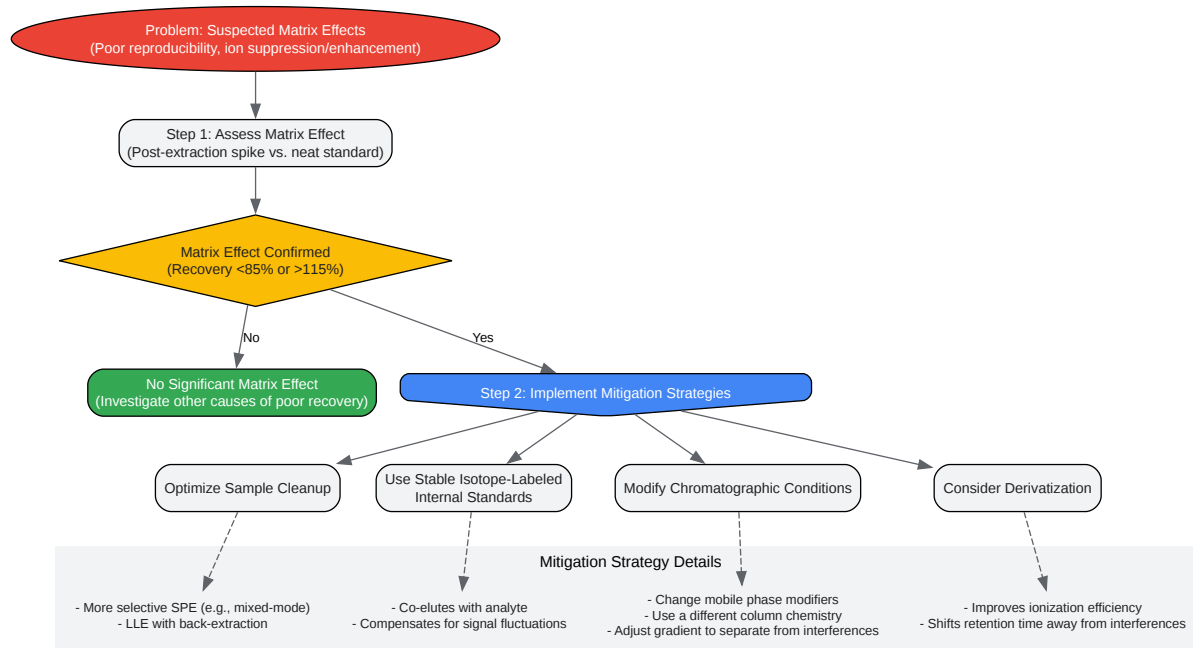 Problem: Suspected Matrix Effects
(Poor reproducibility, ion suppression/enhancement)
Step 1: Assess Matrix Effect
(Post-extraction spike vs. neat standard)
Matrix Effect Confirmed
(Recovery <85% or >115%)
No
Yes
No Significant Matrix Effect
(Investigate other causes of poor recovery)
Step 2: Implement Mitigation Strategies
Optimize Sample Cleanup
Use Stable Isotope-Labeled
Internal Standards
Modify Chromatographic Conditions
Consider Derivatization
Mitigation Strategy Details
- More selective SPE (e.g., mixed-mode)
- LLE with back-extraction
- Co-elutes with analyte
- Compensates for signal fluctuations
- Change mobile phase modifiers
- Use a different column chemistry
- Adjust gradient to separate from interferences
- Improves ionization efficiency
- Shifts retention time away from interferences